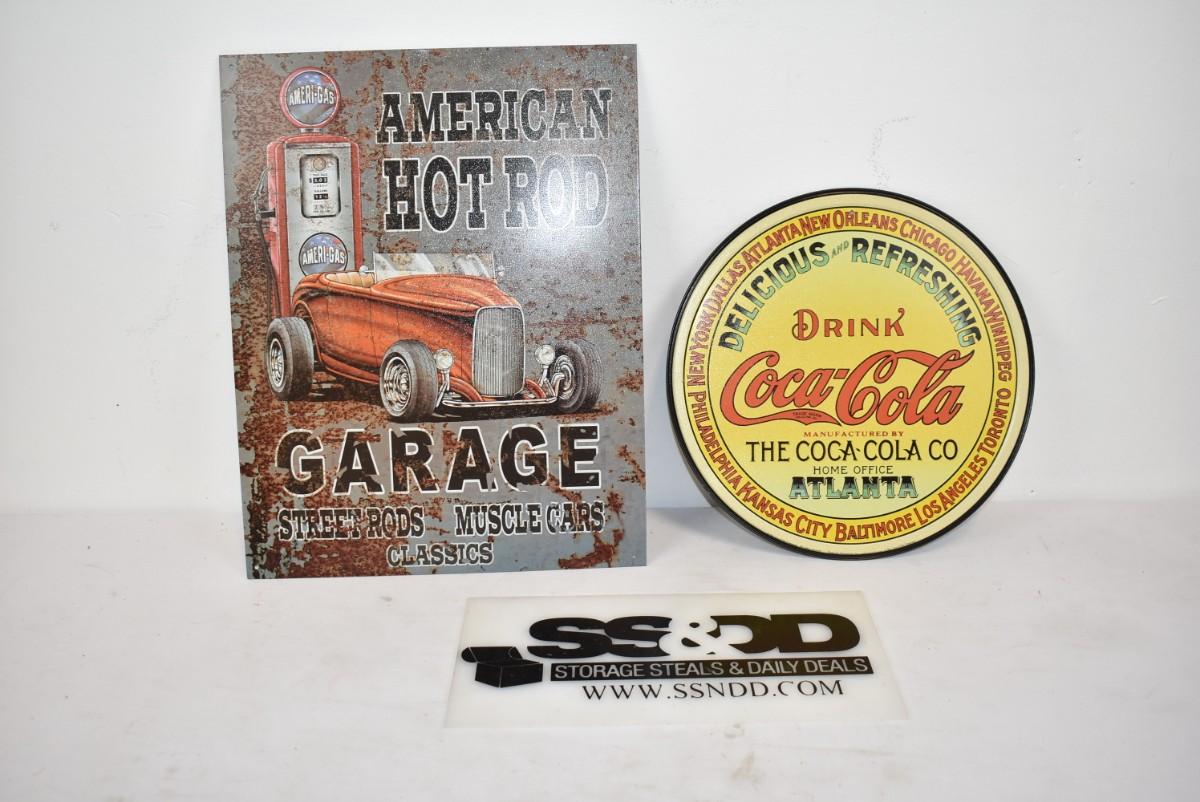 AMERI-GAS
AMERICAN
HOT ROD
AMERI-GAS
GARAGE
STREET RODS MUSCLE CARS
CLASSICS
PHILADELPHIA NEW YORK DALLAS ATLANTA NEW ORLEANS CHICAGO HAVANA WINNIPEG TORONTO LOS ANGELES BALTIMORE KANSAS CITY
DELICIOUS AND REFRESHING
DRINK
Coca-Cola
MANUFACTURED BY
THE COCA-COLA CO
HOME OFFICE
ATLANTA
SS&DD
STORAGE STEALS & DAILY DEALS
WWW.SSNDD.COM